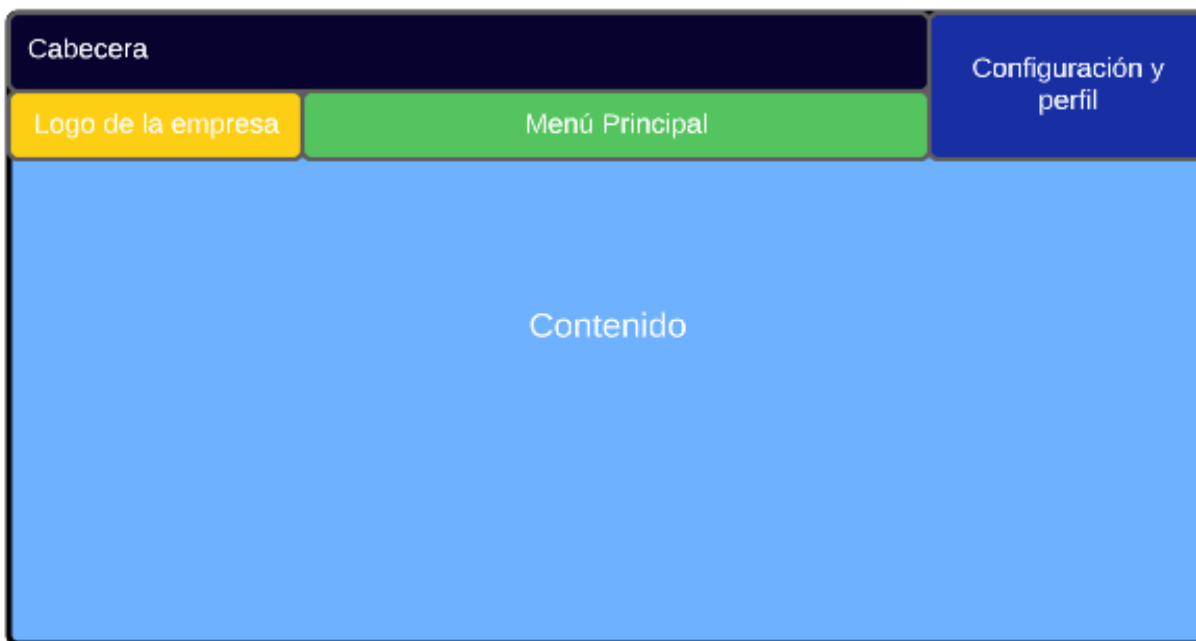 Cabecera
Configuración y
perfil
Logo de la empresa
Menú Principal
Contenido